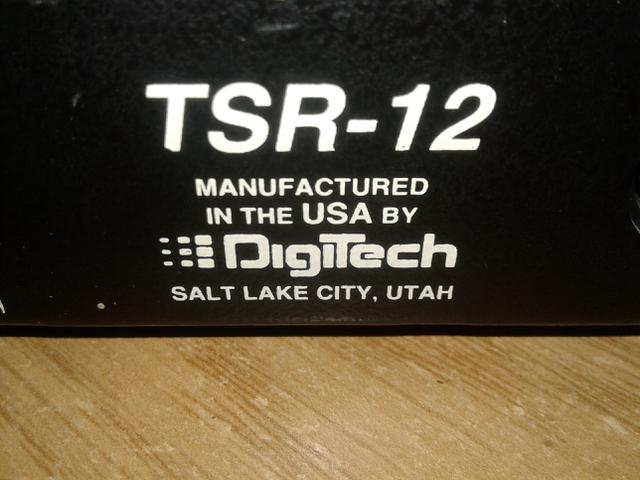 TSR-12
MANUFACTURED
IN THE USA BY
DigiTech
SALT LAKE CITY, UTAH